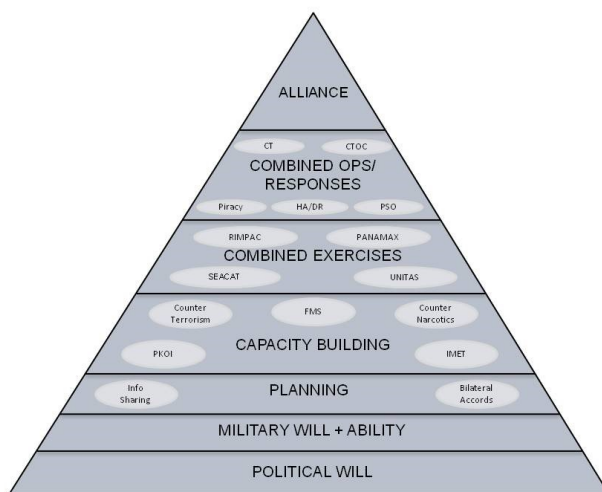 ALLIANCE
CT
CTOC
COMBINED OPS/
RESPONSES
Piracy
HA/DR
PSO
RIMPAC
PANAMAX
COMBINED EXERCISES
SEACAT
UNITAS
Counter
Terrorism
FMS
Counter
Narcotics
CAPACITY BUILDING
PKOI
IMET
Info
Sharing
PLANNING
Bilateral
Accords
MILITARY WILL + ABILITY
POLITICAL WILL